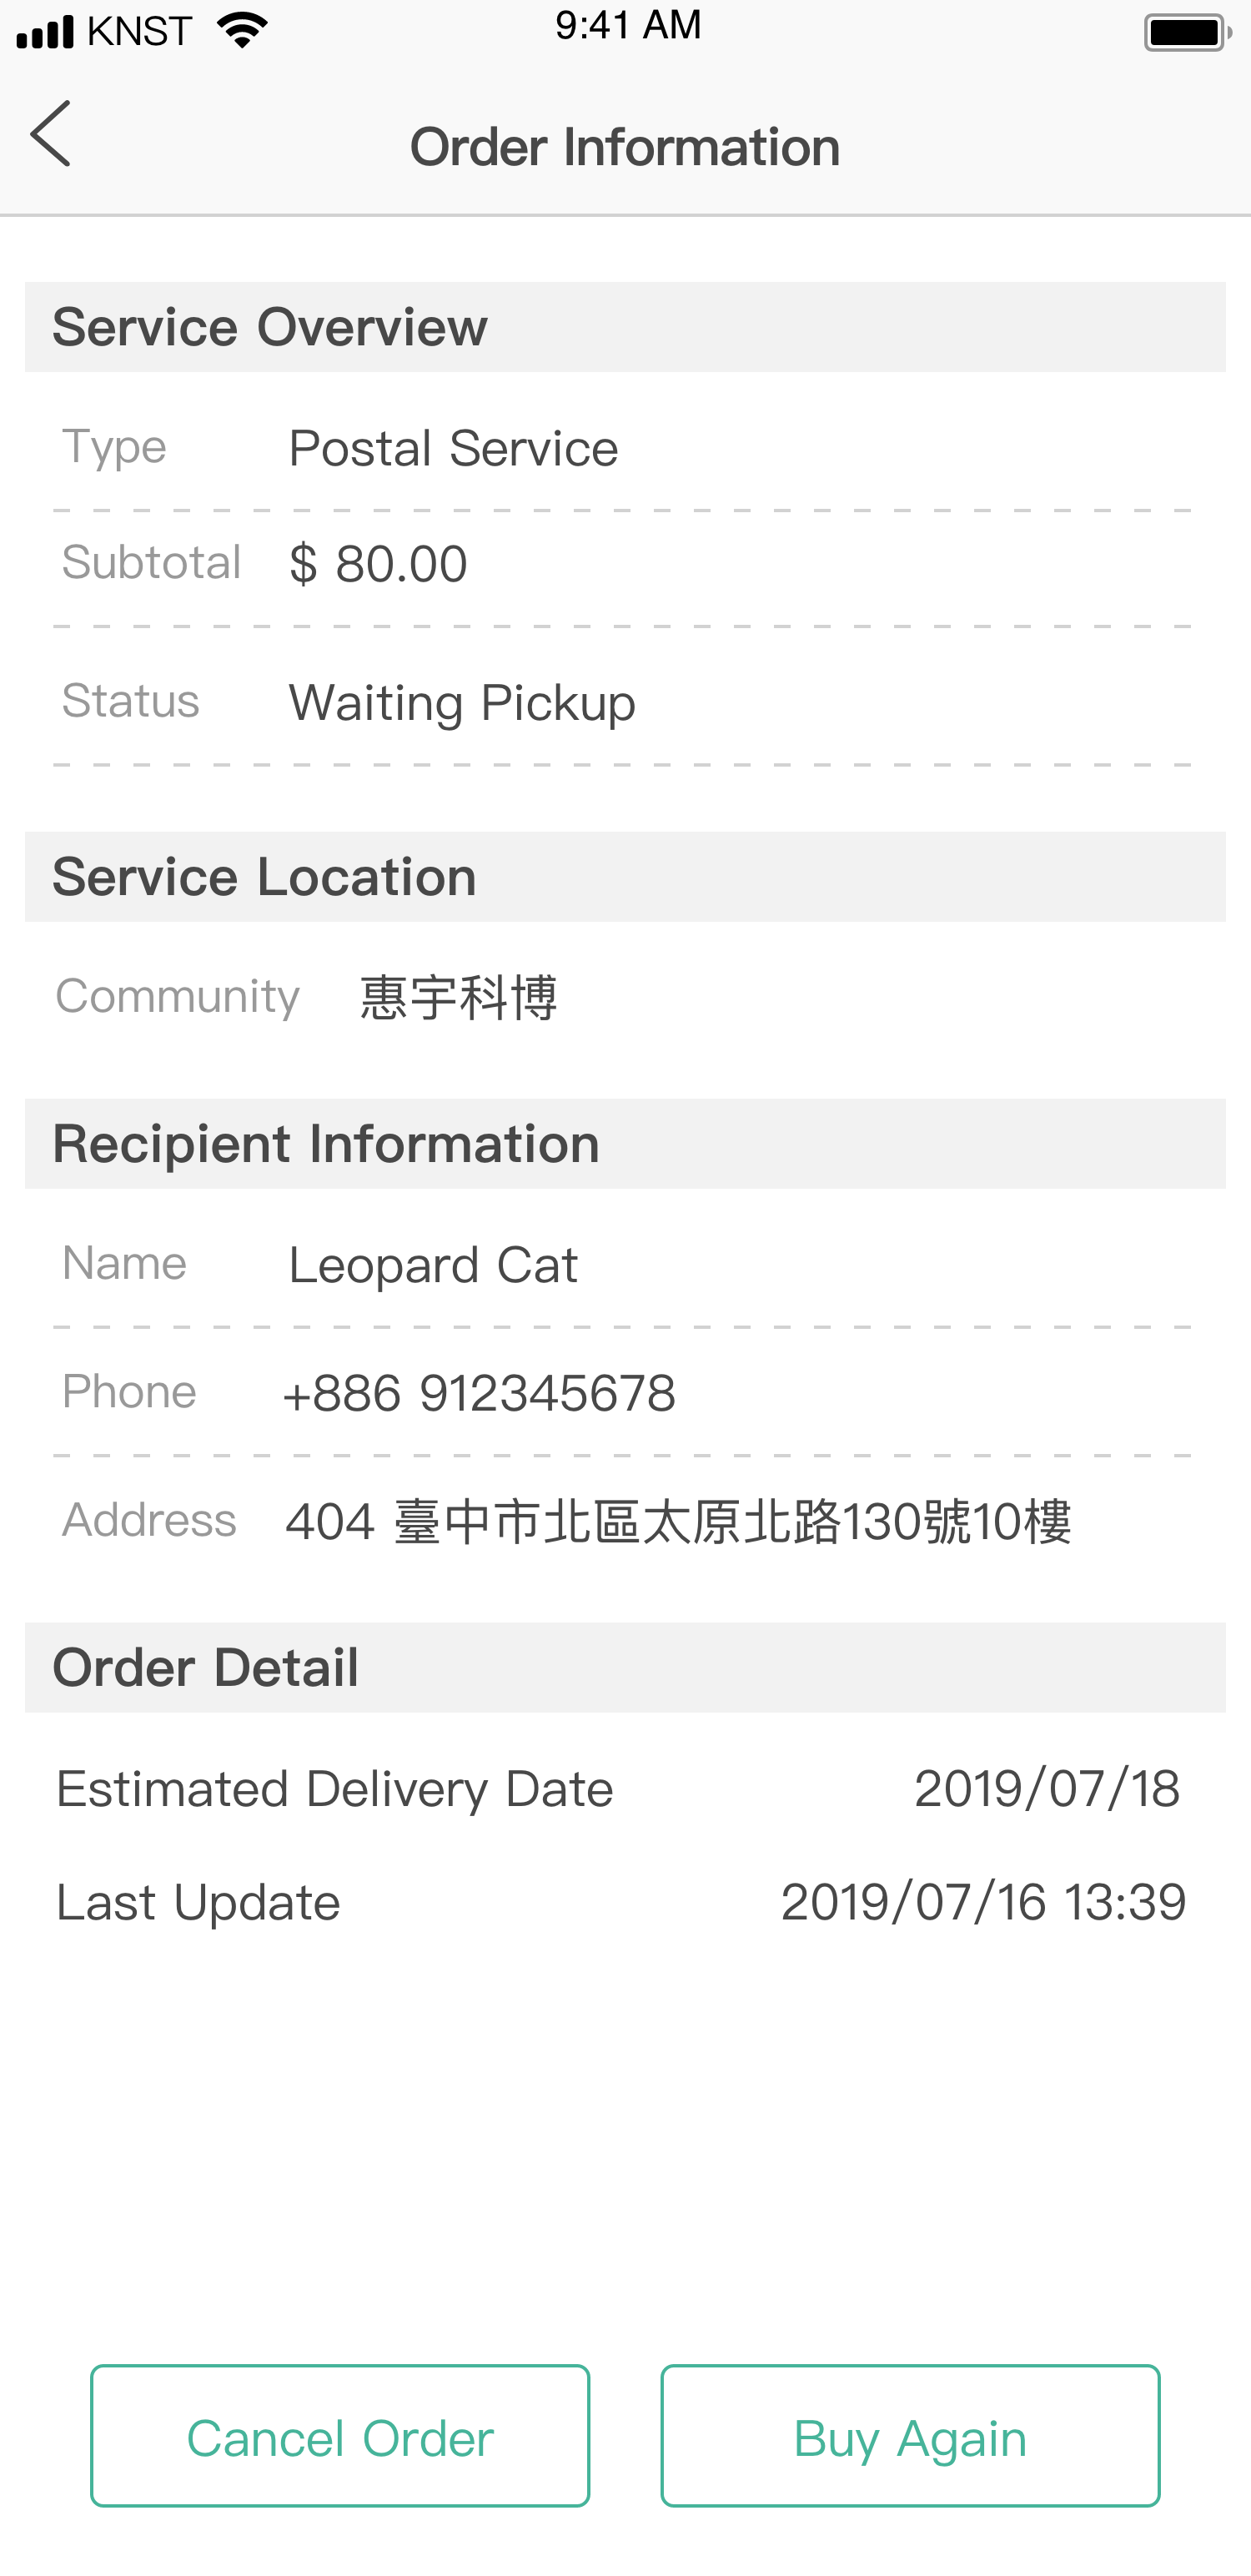 KNST 9:41 AM
Order Information
Service Overview
Type Postal Service
Subtotal $ 80.00
Status Waiting Pickup
Service Location
Community 惠宇科博
Recipient Information
Name Leopard Cat
Phone +886 912345678
Address 404 臺中市北區太原北路130號10樓
Order Detail
Estimated Delivery Date 2019/07/18
Last Update 2019/07/16 13:39
Cancel Order Buy Again